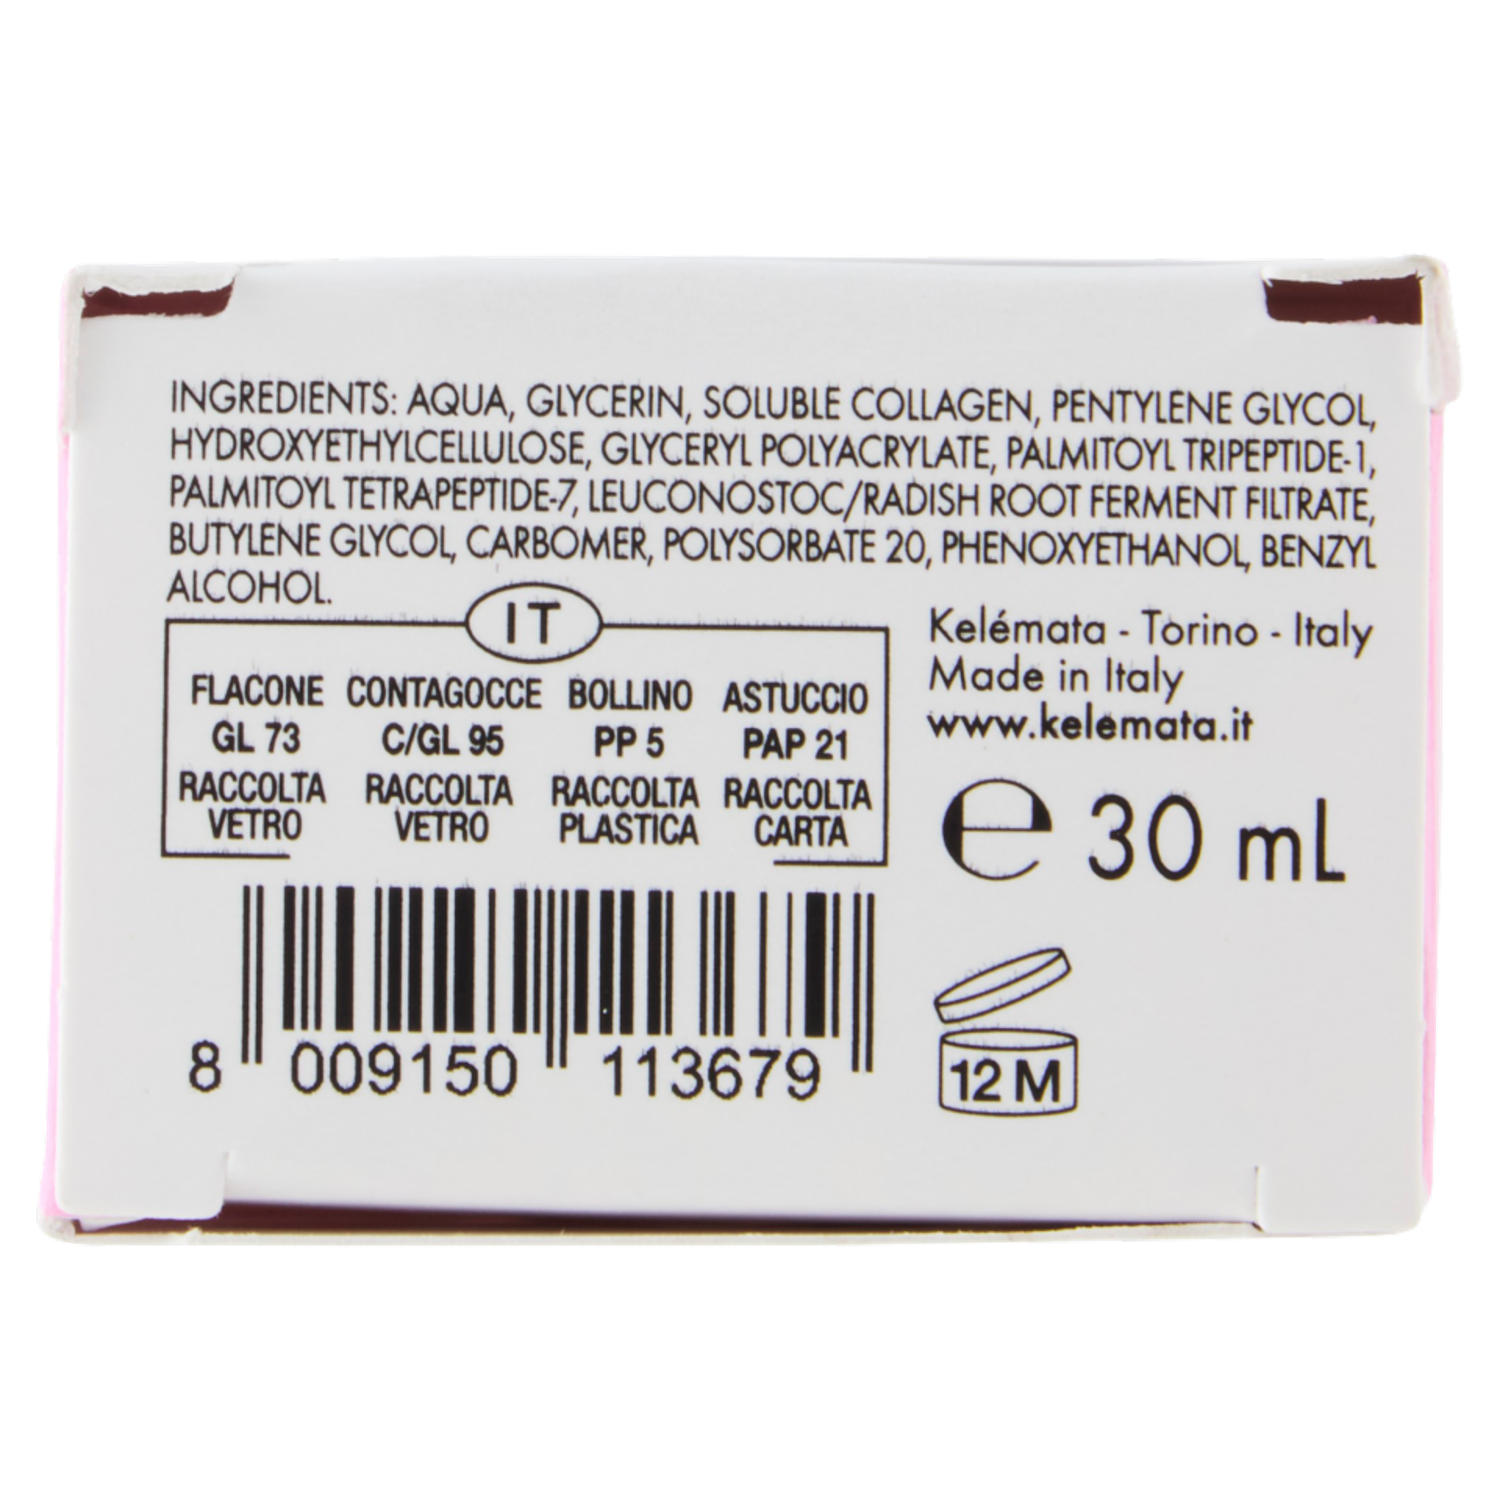 INGREDIENTS: AQUA, GLYCERIN, SOLUBLE COLLAGEN, PENTYLENE GLYCOL,
HYDROXYETHYLCELLULOSE, GLYCERYL POLYACRYLATE, PALMITOYL TRIPEPTIDE-1,
PALMITOYL TETRAPEPTIDE-7, LEUCONOSTOC/RADISH ROOT FERMENT FILTRATE,
BUTYLENE GLYCOL, CARBOMER, POLYSORBATE 20, PHENOXYETHANOL, BENZYL
ALCOHOL.
IT
FLACONE CONTAGOCCE BOLLINO ASTUCCIO
GL 73 C/GL 95 PP 5 PAP 21
RACCOLTA RACCOLTA RACCOLTA RACCOLTA
VETRO VETRO PLASTICA CARTA
Kelémata - Torino - Italy
Made in Italy
www.kelemata.it
℮ 30 mL
8 009150 113679
12 M